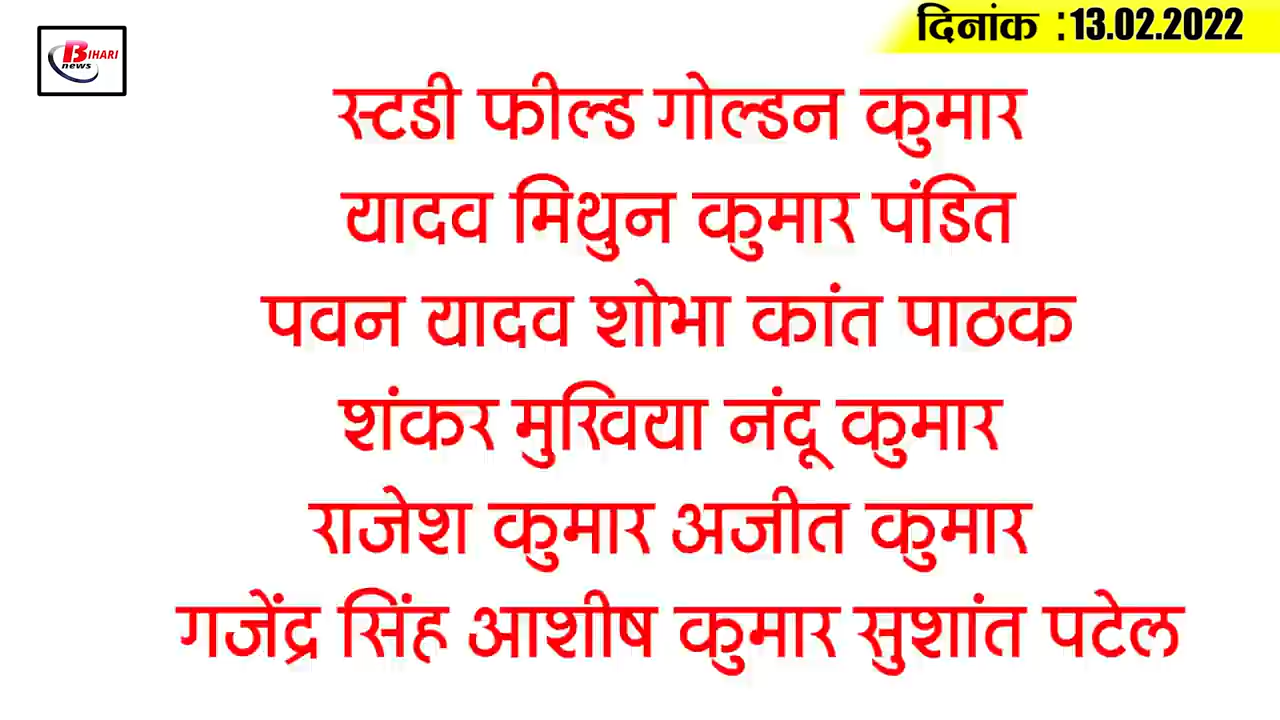 BIHARI
news
दिनांक :13.02.2022
स्टडी फील्ड गोल्डन कुमार
यादव मिथुन कुमार पंडित
पवन यादव शोभा कांत पाठक
शंकर मुखिया नंदू कुमार
राजेश कुमार अजीत कुमार
गजेंद्र सिंह आशीष कुमार सुशांत पटेल